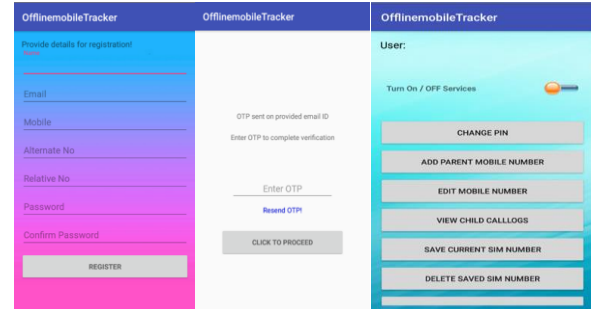 OfflinemobileTracker
Provide details for registration!
Name
Email
Mobile
Alternate No
Relative No
Password
Confirm Password
REGISTER
OfflinemobileTracker
OTP sent on provided email ID
Enter OTP to complete verification
Enter OTP
Resend OTP!
CLICK TO PROCEED
OfflinemobileTracker
User:
Turn On / OFF Services
CHANGE PIN
ADD PARENT MOBILE NUMBER
EDIT MOBILE NUMBER
VIEW CHILD CALLLOGS
SAVE CURRENT SIM NUMBER
DELETE SAVED SIM NUMBER